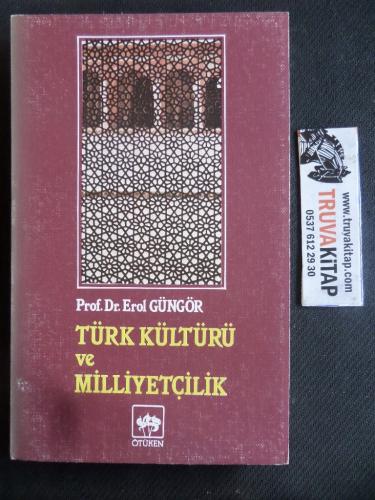 Prof. Dr. Erol GÜNGÖR
TÜRK KÜLTÜRÜ
ve
MİLLİYETÇİLİK
ÖTÜKEN
www.truvakitap.com
TRUVAKİTAP
0537 612 29 30